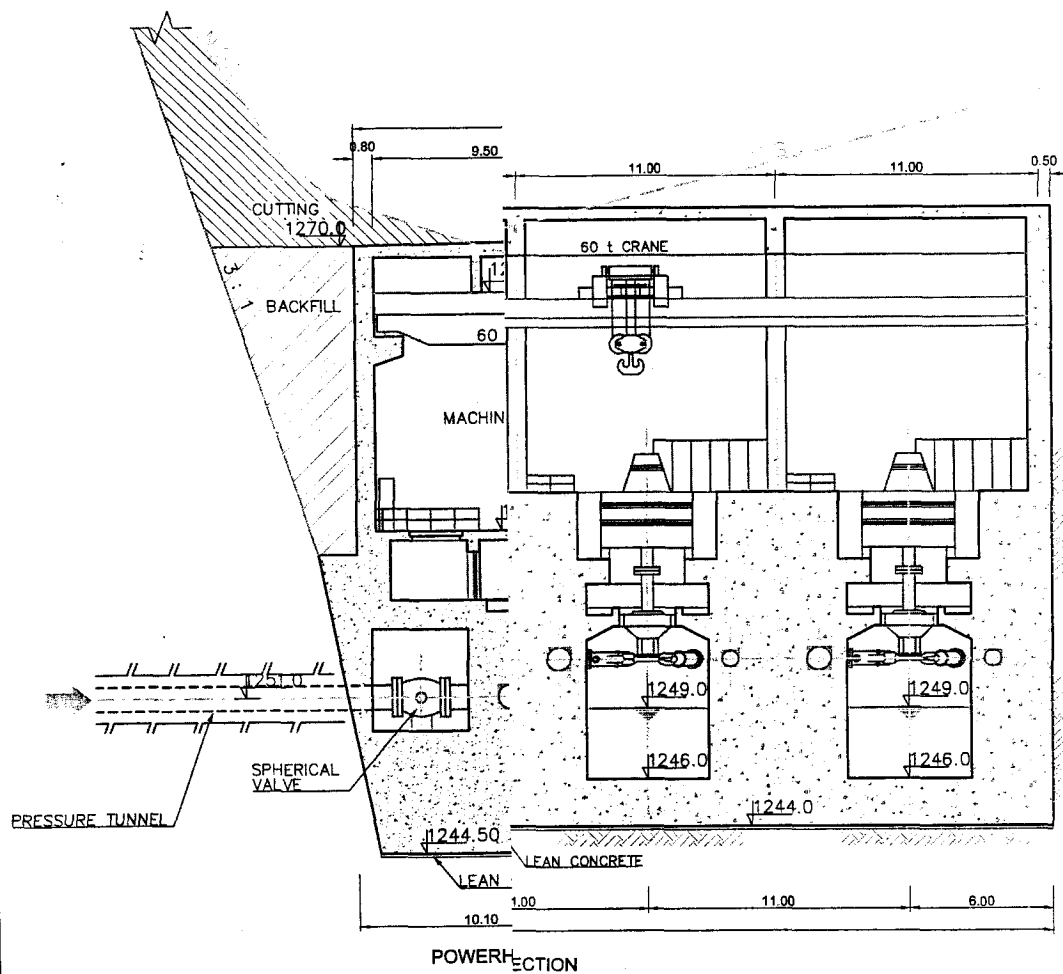 0.80
9.50
11.00
11.00
0.50
CUTTING
1270.0
60 t CRANE
3 : 1
BACKFILL
60
MACHIN
1251.0
1249.0
1249.0
SPHERICAL
VALVE
1246.0
1246.0
PRESSURE TUNNEL
1244.50
1244.0
LEAN CONCRETE
LEAN
1.00
11.00
6.00
10.10
POWERH
ECTION